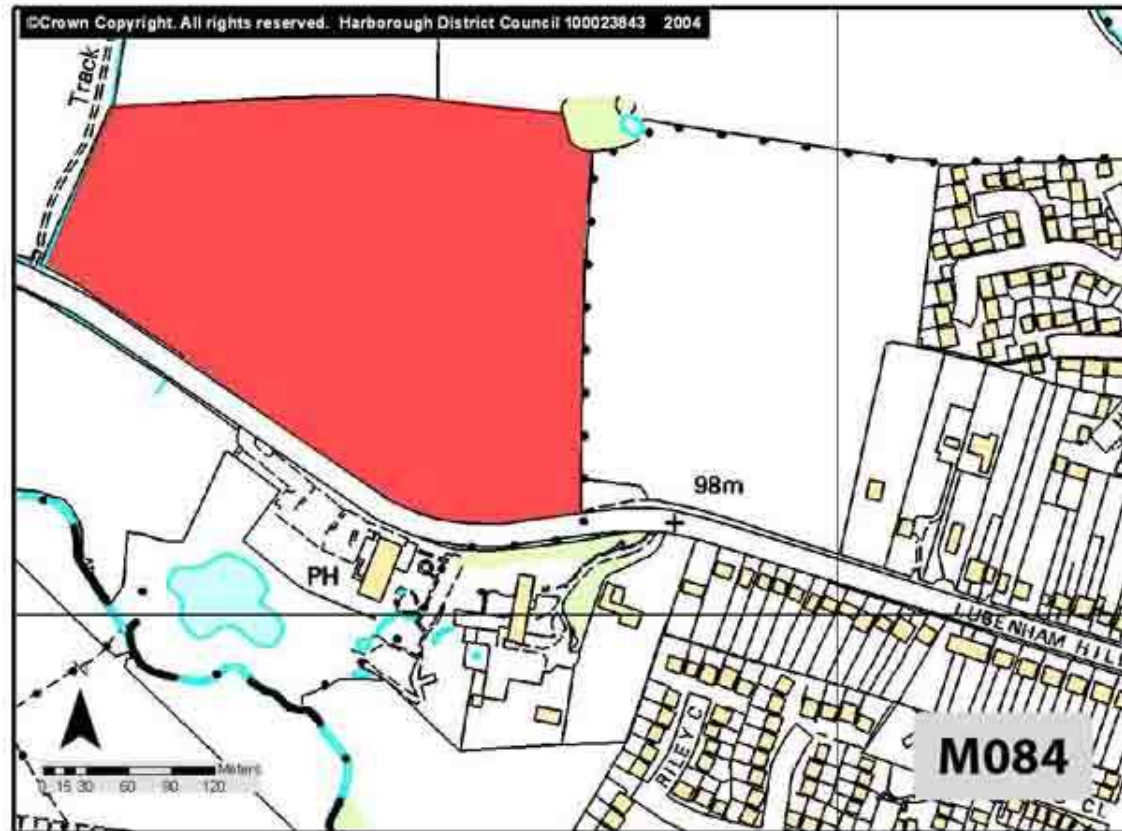 ©Crown Copyright. All rights reserved. Harborough District Council 100023843 2004
Track
98m
PH
LUBENHAM HILL
RILEY C
M084
Meters
0 15 30 60 90 120
CL